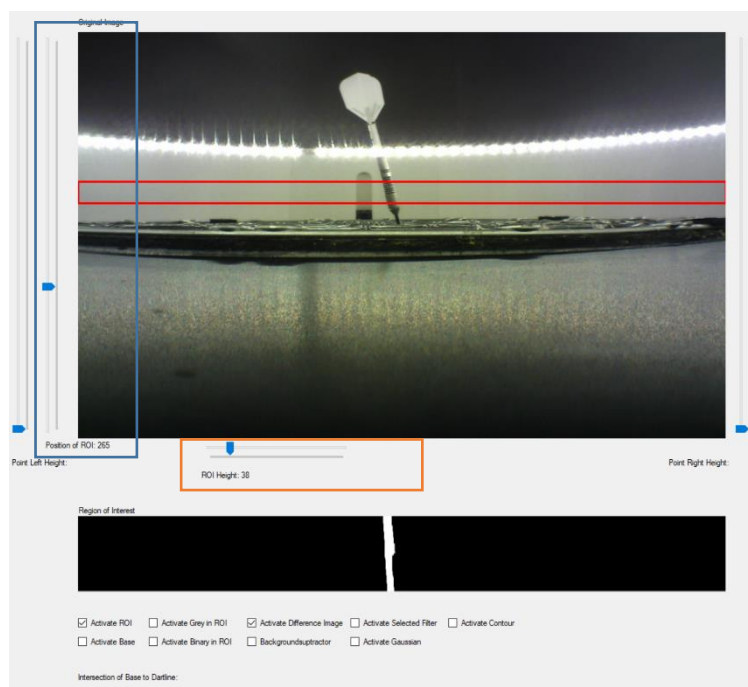 Original Image
Position of ROI: 265
Point Left Height:
ROI Height: 38
Point Right Height:
Region of Interest
Activate ROI Activate Grey in ROI Activate Difference Image Activate Selected Filter Activate Contour
Activate Base Activate Binary in ROI Backgroundsuptractor Activate Gaussian
Intersection of Base to Dartline: